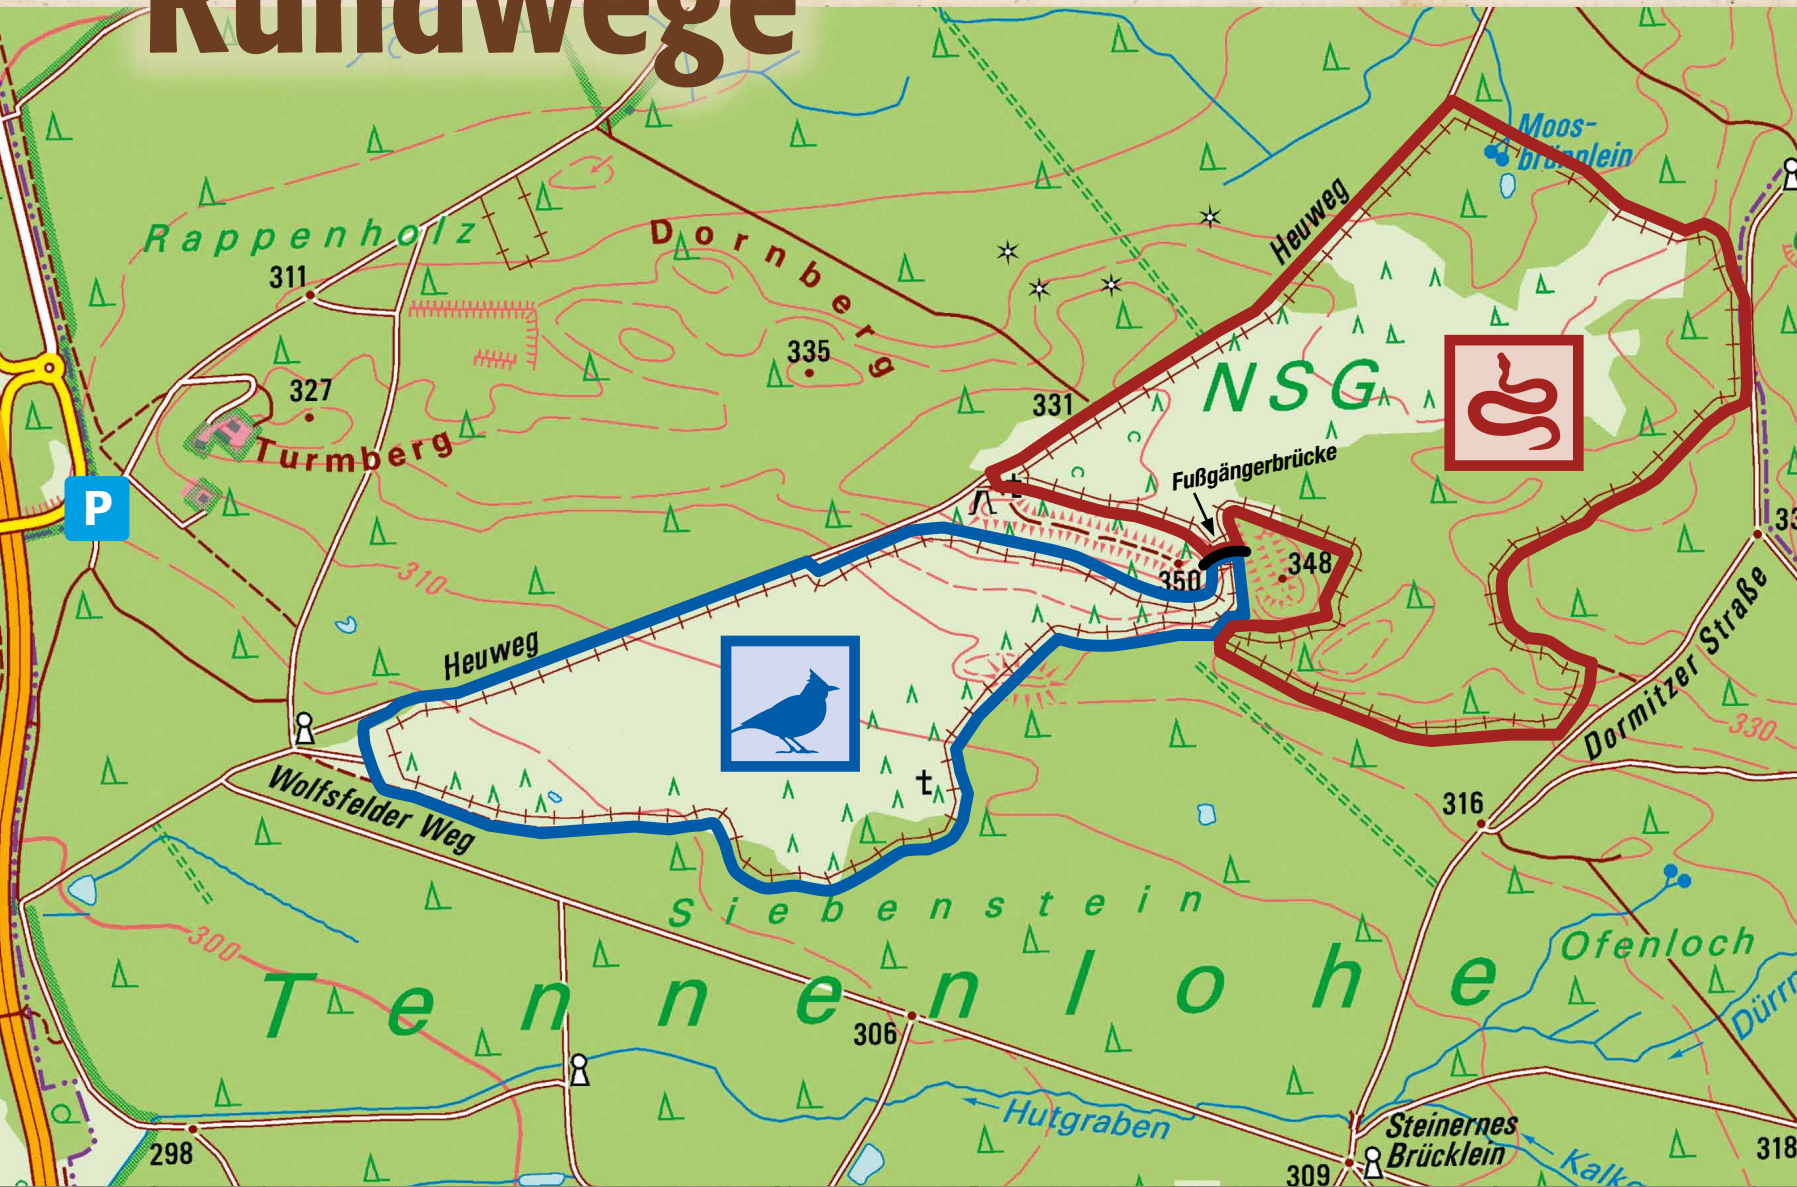 Rundwege
Moos-
brünnlein
Heuweg
Rappenholz
Dornberg
311
335
327
331
NSG
Turmberg
Fußgängerbrücke
P
348
350
310
Heuweg
Dormitzer Straße
330
316
Wolfsfelder Weg
Siebenstein
300
Ofenloch
Tennenlohe
306
Hutgraben
Steinernes
Brücklein
298
309
318